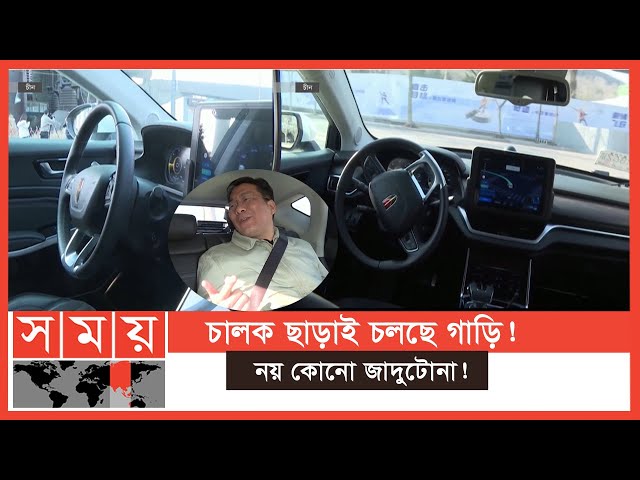 চীন
চীন
সময়
চালক ছাড়াই চলছে গাড়ি!
নয় কোনো জাদুটোনা!